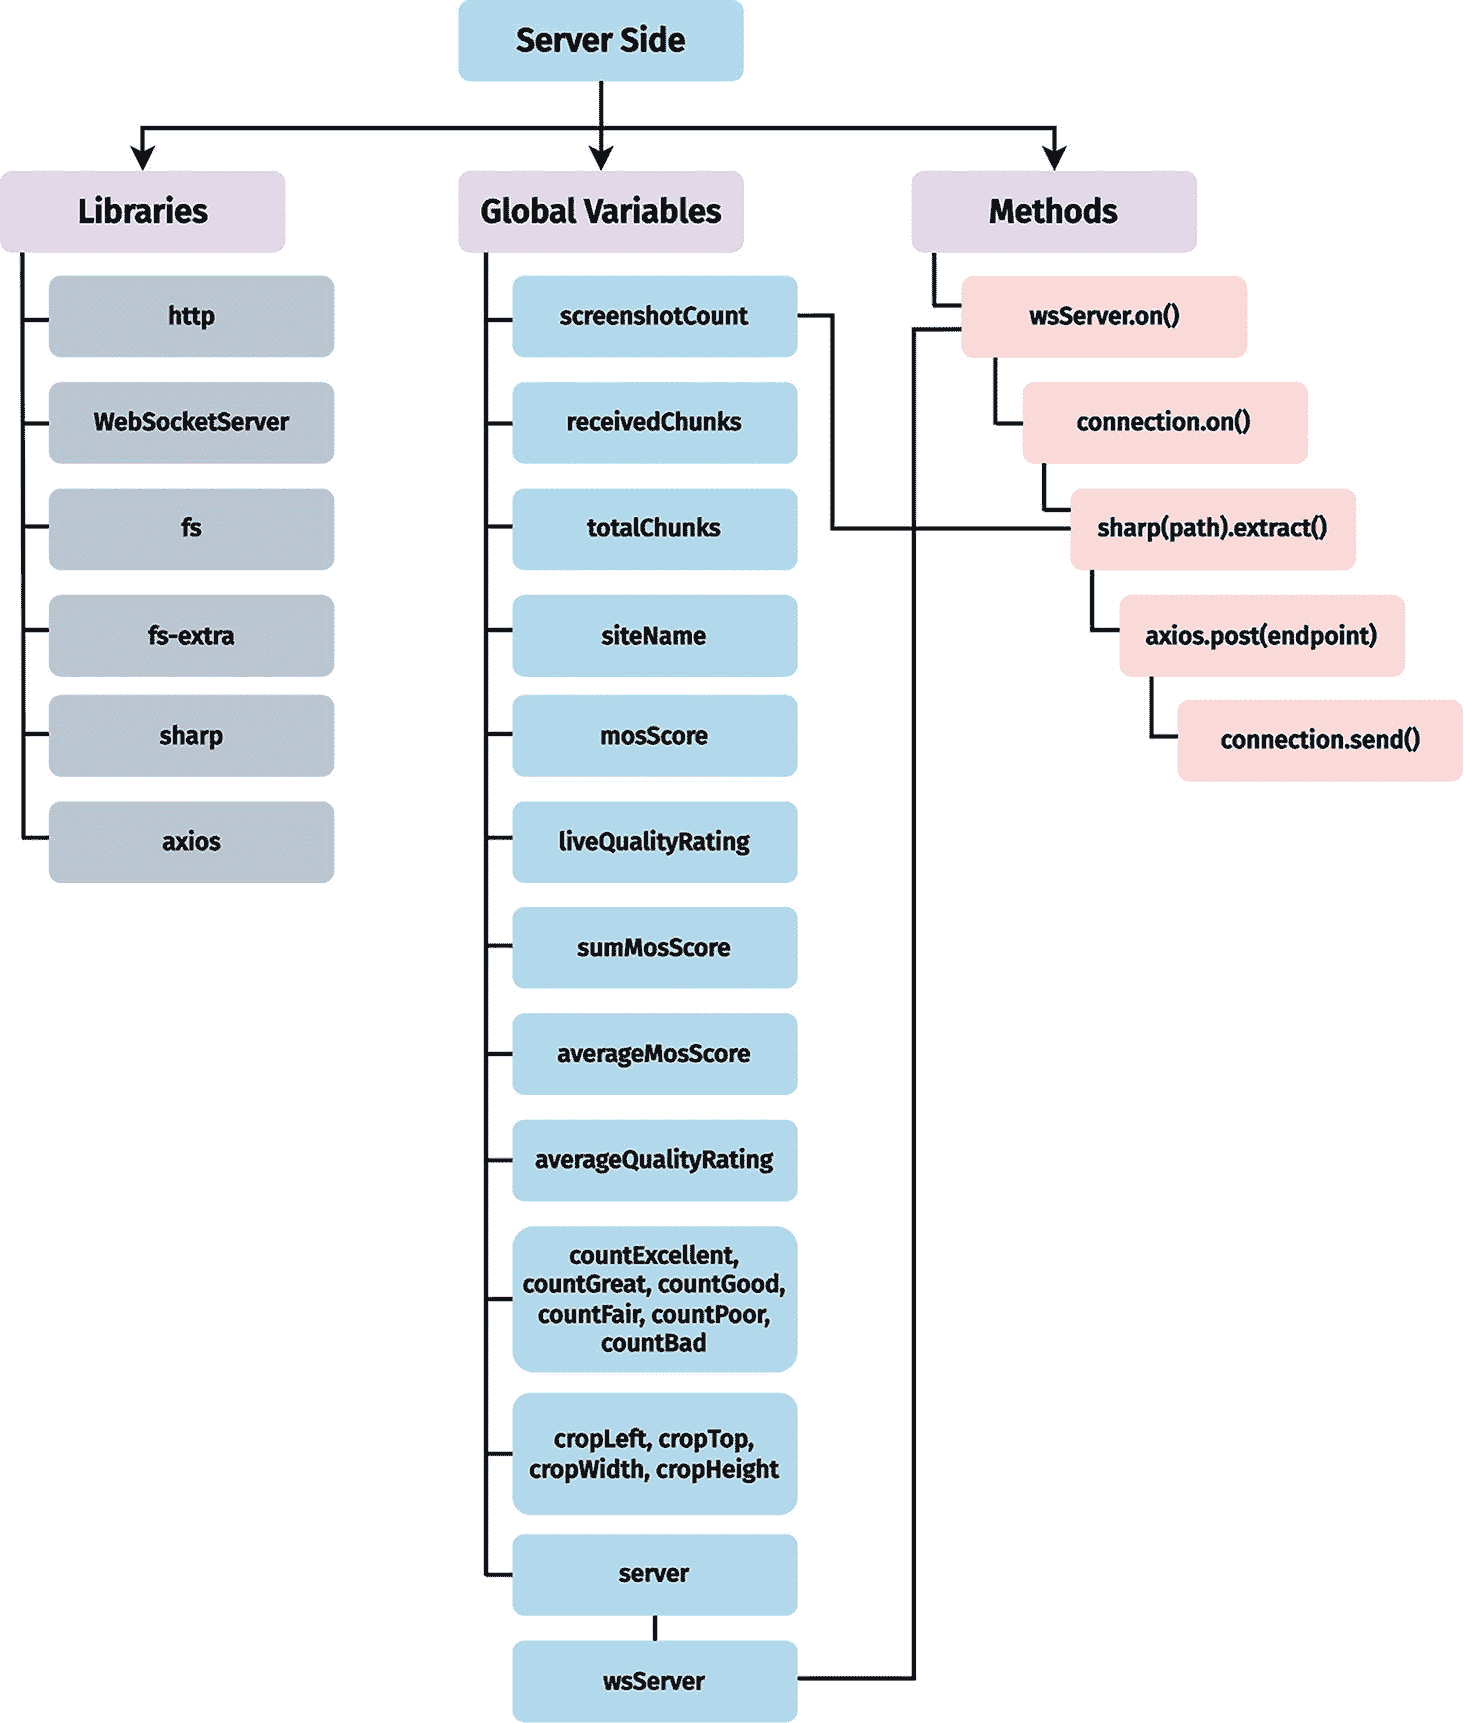 Server Side
Libraries
http
WebSocketServer
fs
fs-extra
sharp
axios
Global Variables
screenshotCount
receivedChunks
totalChunks
siteName
mosScore
liveQualityRating
sumMosScore
averageMosScore
averageQualityRating
countExcellent,
countGreat, countGood,
countFair, countPoor,
countBad
cropLeft, cropTop,
cropWidth, cropHeight
server
wsServer
Methods
wsServer.on()
connection.on()
sharp(path).extract()
axios.post(endpoint)
connection.send()